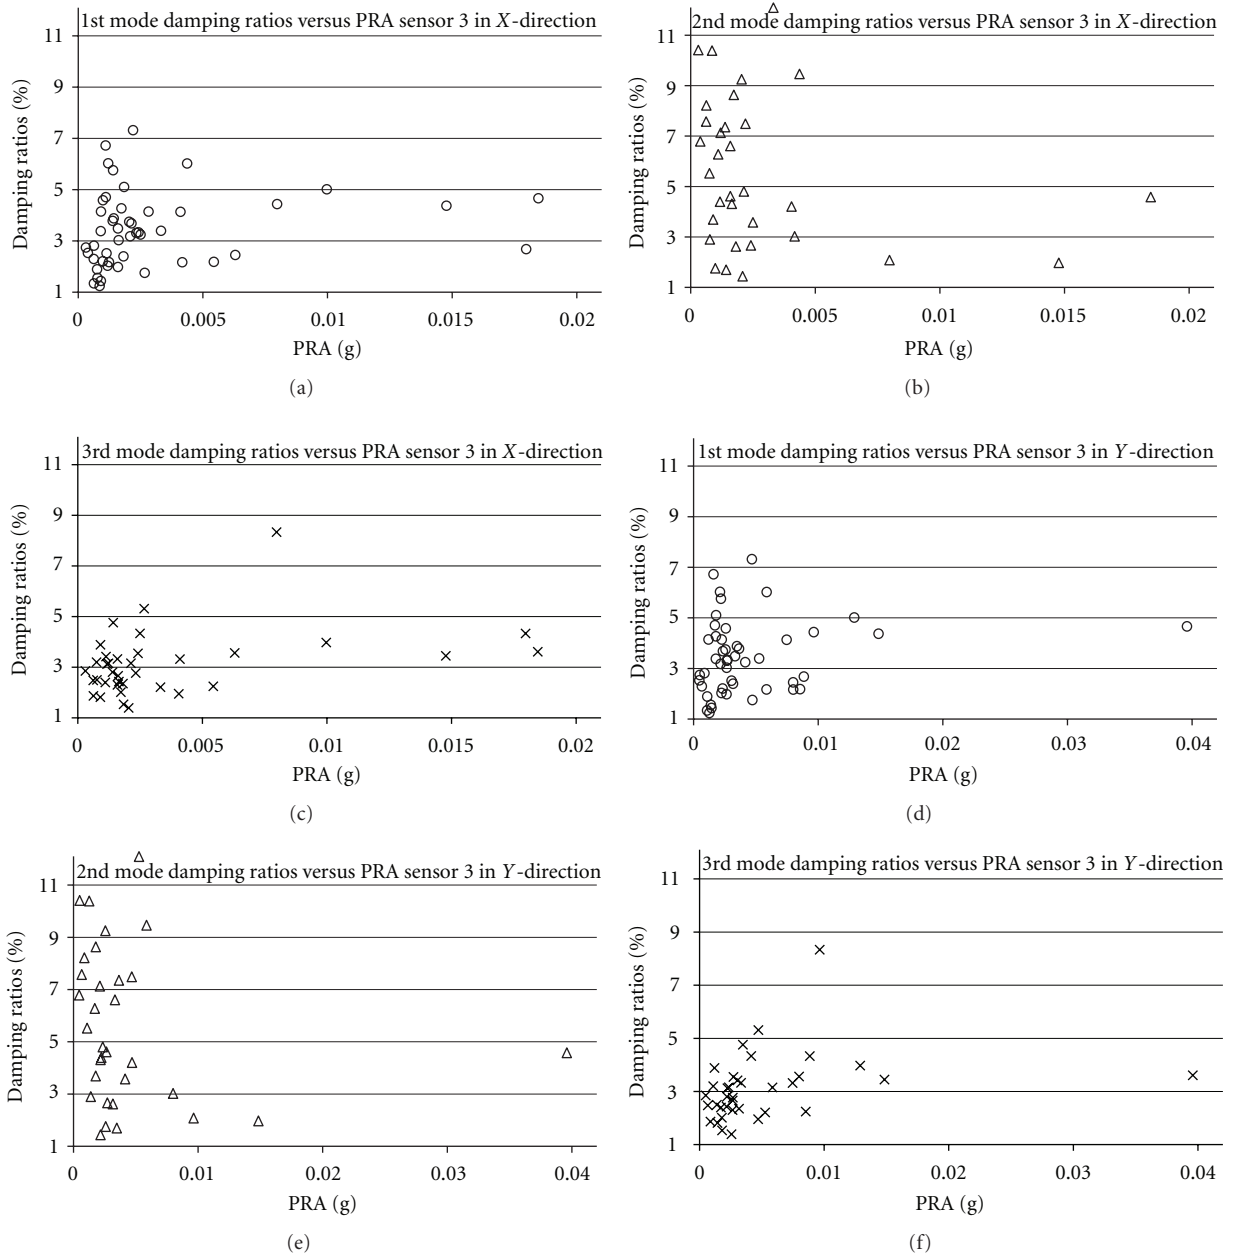 1st mode damping ratios versus PRA sensor 3 in X-direction
11
9
7
5
3
1
Damping ratios (%)
0 0.005 0.01 0.015 0.02
PRA (g)
(a)
2nd mode damping ratios versus PRA sensor 3 in X-direction
11
9
7
5
3
1
Damping ratios (%)
0 0.005 0.01 0.015 0.02
PRA (g)
(b)
3rd mode damping ratios versus PRA sensor 3 in X-direction
11
9
7
5
3
1
Damping ratios (%)
0 0.005 0.01 0.015 0.02
PRA (g)
(c)
1st mode damping ratios versus PRA sensor 3 in Y-direction
11
9
7
5
3
1
Damping ratios (%)
0 0.01 0.02 0.03 0.04
PRA (g)
(d)
2nd mode damping ratios versus PRA sensor 3 in Y-direction
11
9
7
5
3
1
Damping ratios (%)
0 0.01 0.02 0.03 0.04
PRA (g)
(e)
3rd mode damping ratios versus PRA sensor 3 in Y-direction
11
9
7
5
3
1
Damping ratios (%)
0 0.01 0.02 0.03 0.04
PRA (g)
(f)